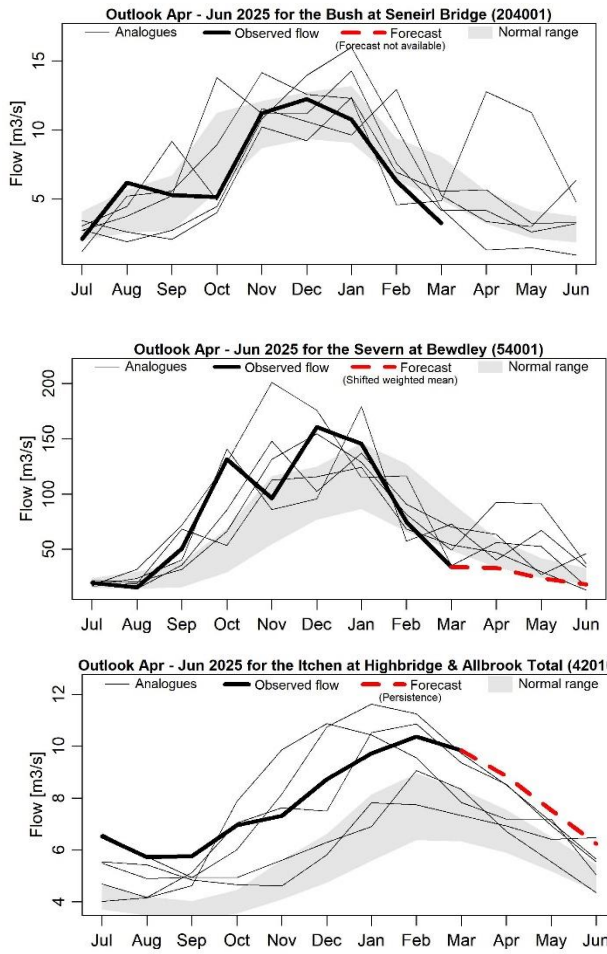 Outlook Apr - Jun 2025 for the Bush at Seneirl Bridge (204001)
Analogues Observed flow Forecast Normal range
(Forecast not available)
Flow [m3/s]
15
10
5
Jul Aug Sep Oct Nov Dec Jan Feb Mar Apr May Jun
Outlook Apr - Jun 2025 for the Severn at Bewdley (54001)
Analogues Observed flow Forecast Normal range
(Shifted weighted mean)
Flow [m3/s]
200
150
100
50
Jul Aug Sep Oct Nov Dec Jan Feb Mar Apr May Jun
Outlook Apr - Jun 2025 for the Itchen at Highbridge & Allbrook Total (42010
Analogues Observed flow Forecast Normal range
(Persistence)
Flow [m3/s]
12
10
8
6
4
Jul Aug Sep Oct Nov Dec Jan Feb Mar Apr May Jun